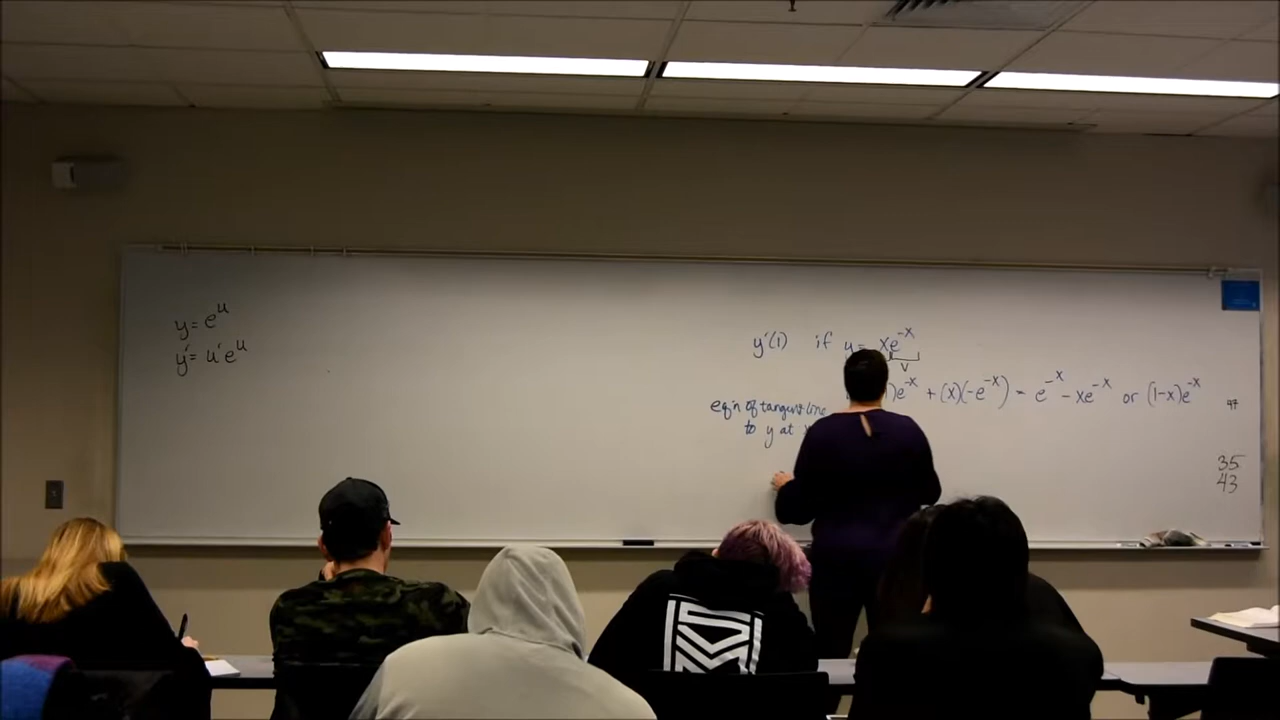 y = e^u
y' = u'e^u
y'(1) if y = xe^-x
v
)e^-x + (x)(-e^-x) = e^-x - xe^-x or (1-x)e^-x
eq'n of tangent line
to y at
47
35
43